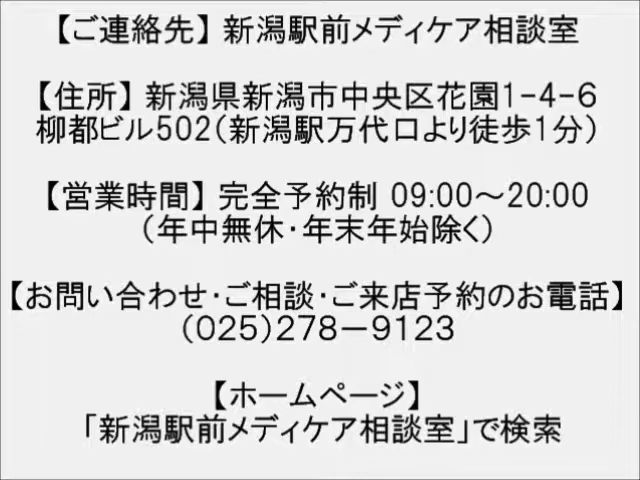 【ご連絡先】新潟駅前メディケア相談室
【住所】新潟県新潟市中央区花園1-4-6
柳都ビル502（新潟駅万代口より徒歩1分）
【営業時間】完全予約制 09:00～20:00
（年中無休・年末年始除く）
【お問い合わせ・ご相談・ご来店予約のお電話】
（025）278－9123
【ホームページ】
「新潟駅前メディケア相談室」で検索